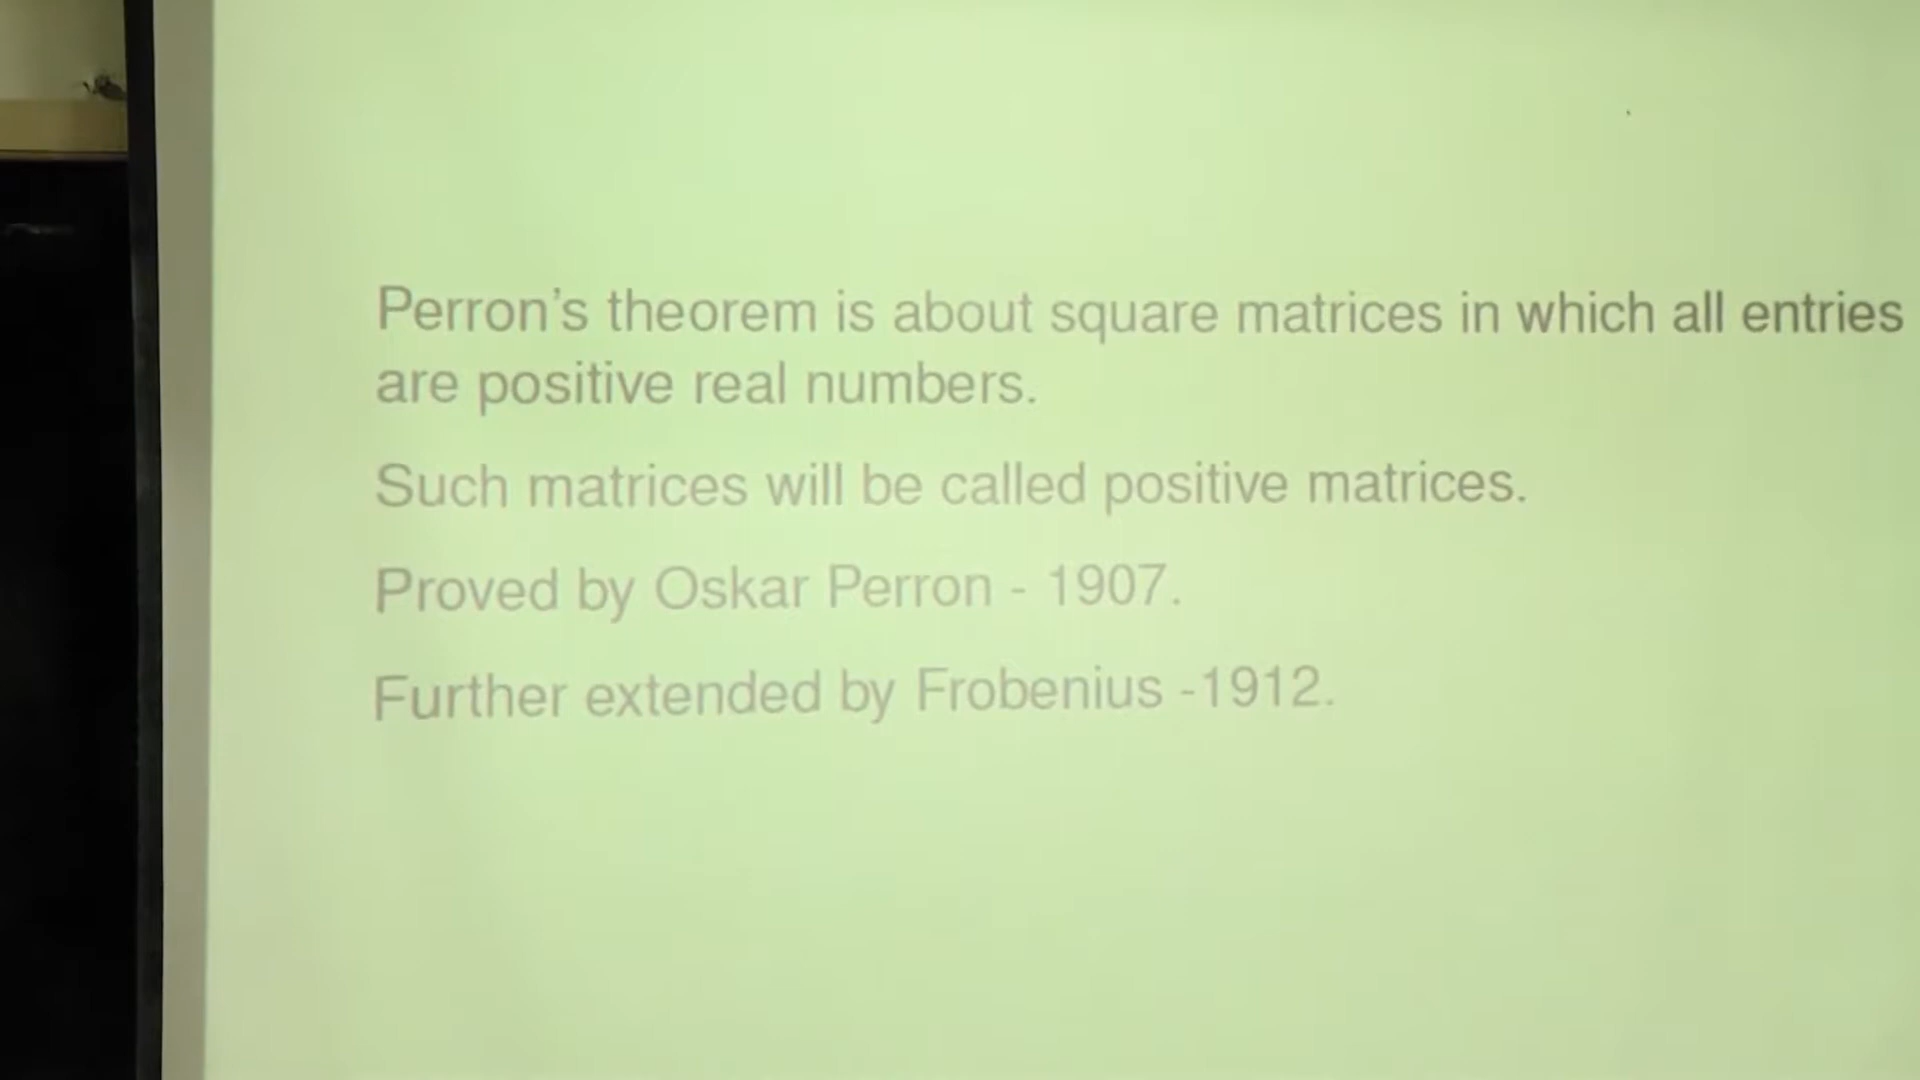 Perron's theorem is about square matrices in which all entries
are positive real numbers.
Such matrices will be called positive matrices.
Proved by Oskar Perron - 1907.
Further extended by Frobenius -1912.